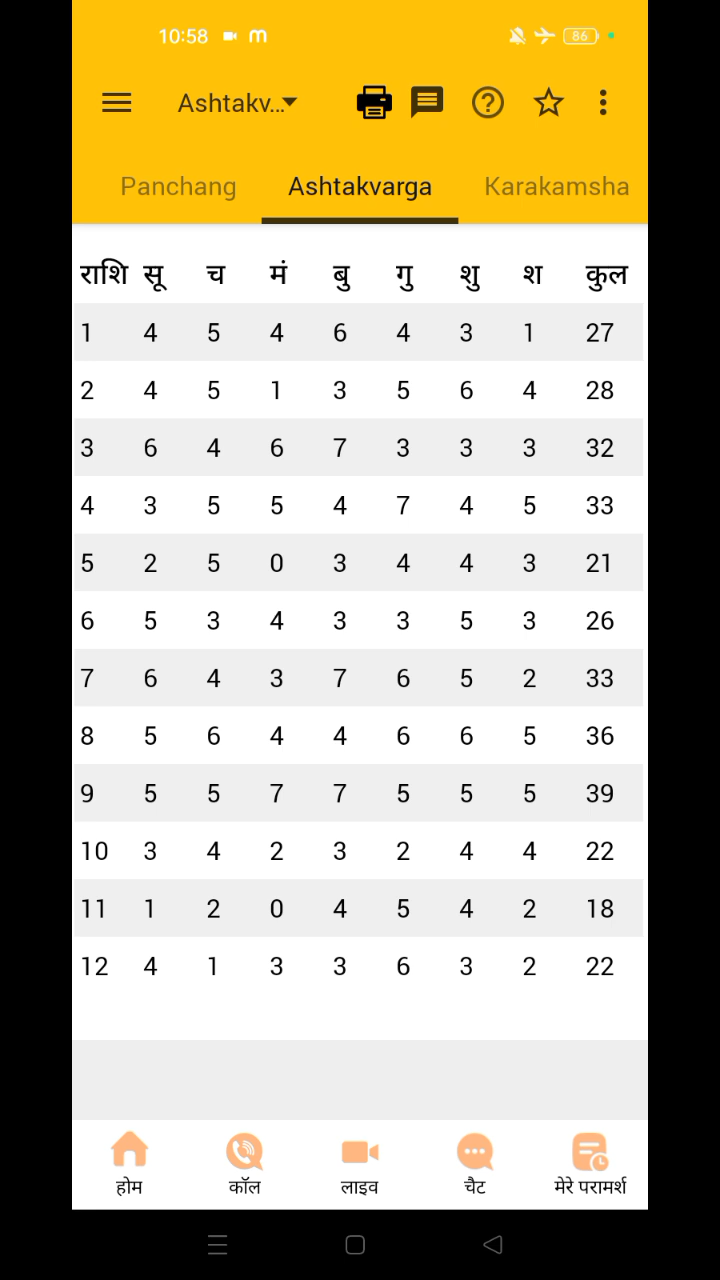 10:58 86
Ashtakv...
Panchang Ashtakvarga Karakamsha
राशि सू च मं बु गु शु श कुल
1 4 5 4 6 4 3 1 27
2 4 5 1 3 5 6 4 28
3 6 4 6 7 3 3 3 32
4 3 5 5 4 7 4 5 33
5 2 5 0 3 4 4 3 21
6 5 3 4 3 3 5 3 26
7 6 4 3 7 6 5 2 33
8 5 6 4 4 6 6 5 36
9 5 5 7 7 5 5 5 39
10 3 4 2 3 2 4 4 22
11 1 2 0 4 5 4 2 18
12 4 1 3 3 6 3 2 22
होम कॉल लाइव चैट मेरे परामर्श